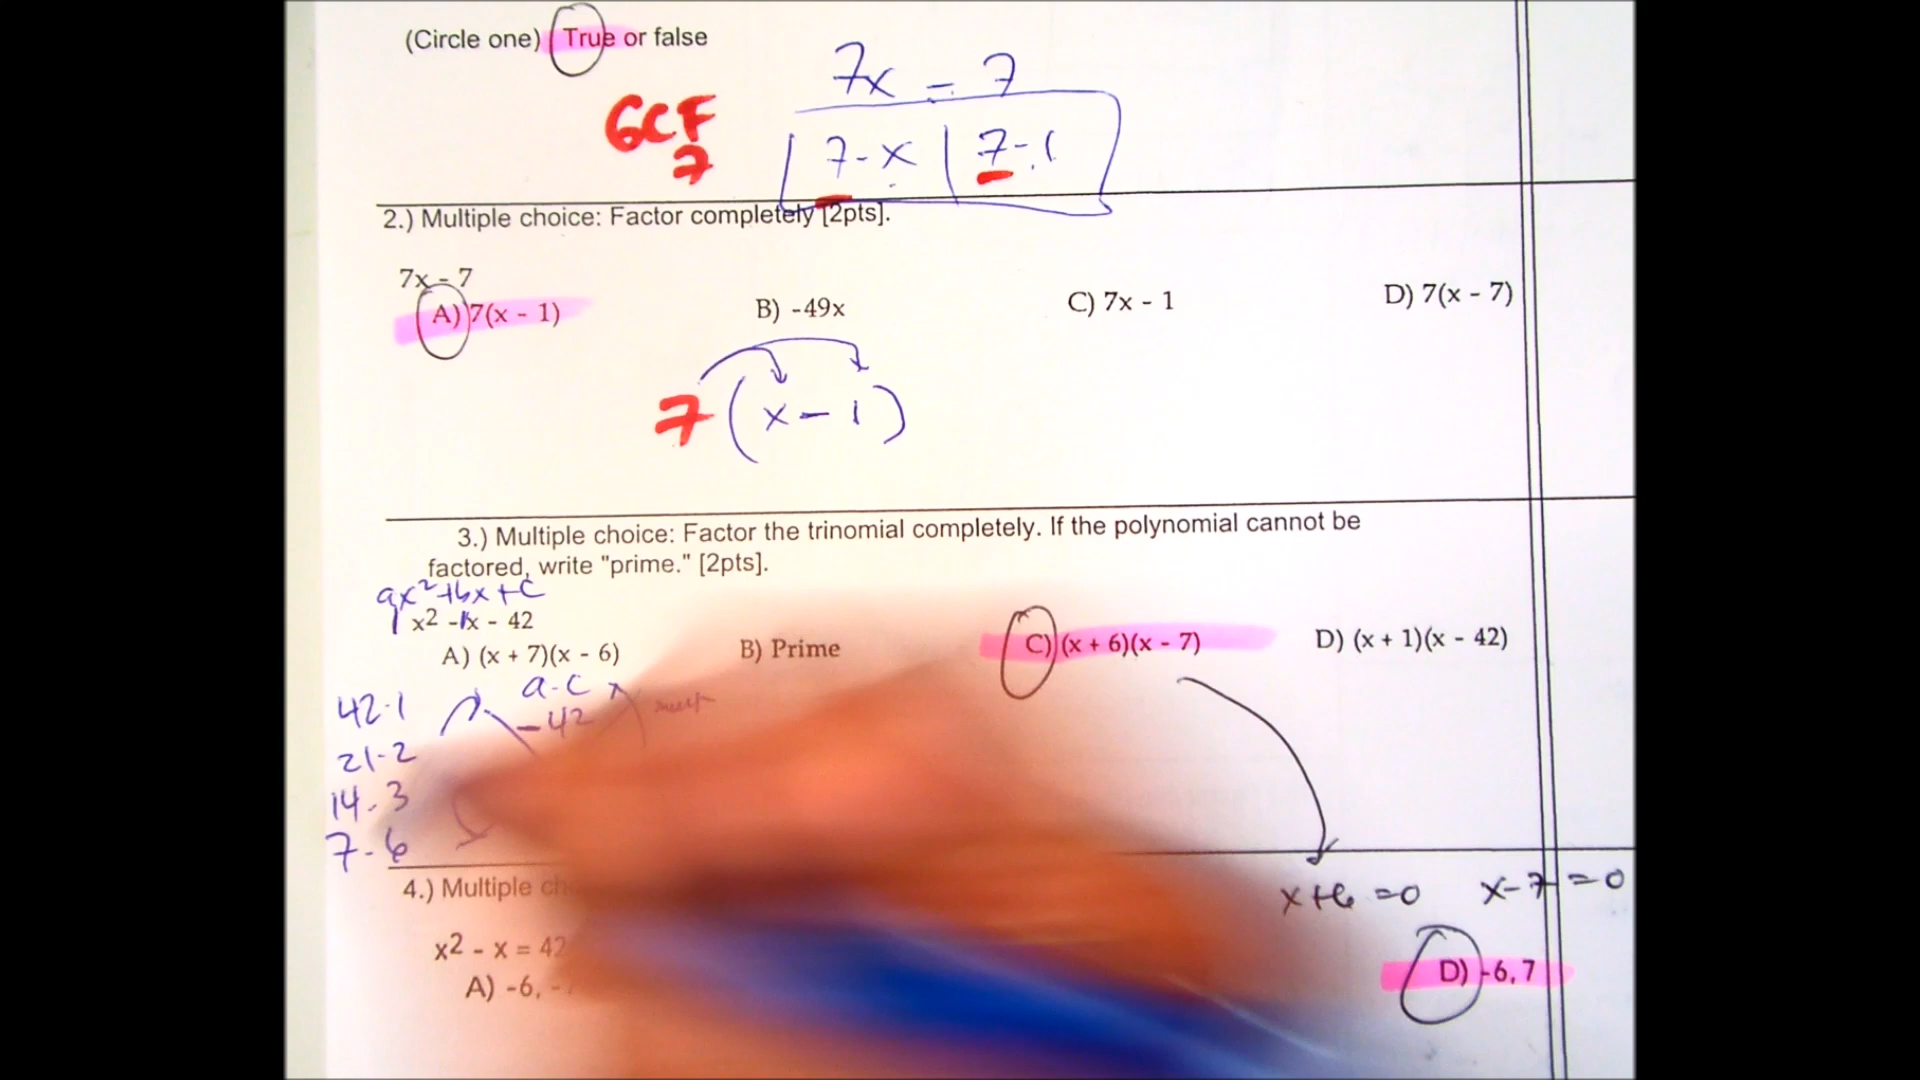 (Circle one) True or false
7x - 7
GCF
7
7·x | 7·1
2.) Multiple choice: Factor completely [2pts].
7x - 7
A) 7(x - 1) B) -49x C) 7x - 1 D) 7(x - 7)
7(x - 1)
3.) Multiple choice: Factor the trinomial completely. If the polynomial cannot be
factored, write "prime." [2pts].
ax²+bx+c
1x2 -1x - 42
A) (x + 7)(x - 6) B) Prime C) (x + 6)(x - 7) D) (x + 1)(x - 42)
a·c
-42
42·1
21·2
14·3
7·6
4.) Multiple
x+6=0 x-7=0
x2 - x = 42
A) -6, D) -6, 7